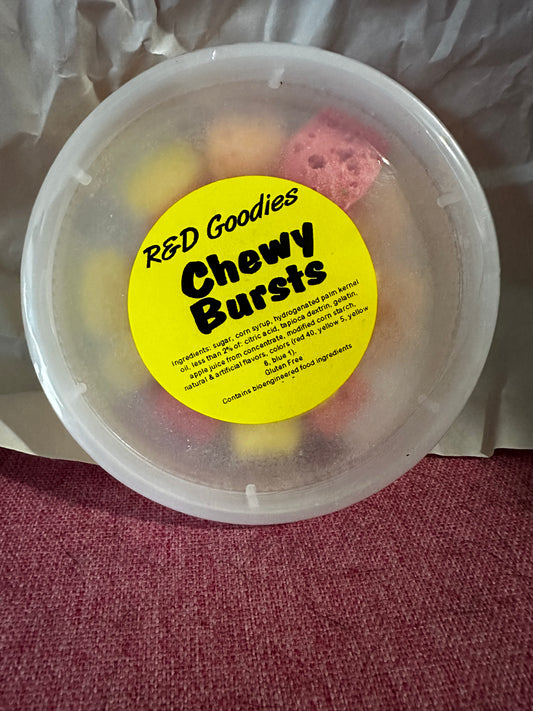 R&D Goodies
Chewy
Bursts
Ingredients: sugar, corn syrup, hydrogenated palm kernel
oil, less than 2% of: citric acid, tapioca dextrin, gelatin,
apple juice from concentrate, modified corn starch,
natural & artificial flavors, colors (red 40, yellow 5, yellow
6, blue 1).
Gluten Free
Contains bioengineered food ingredients